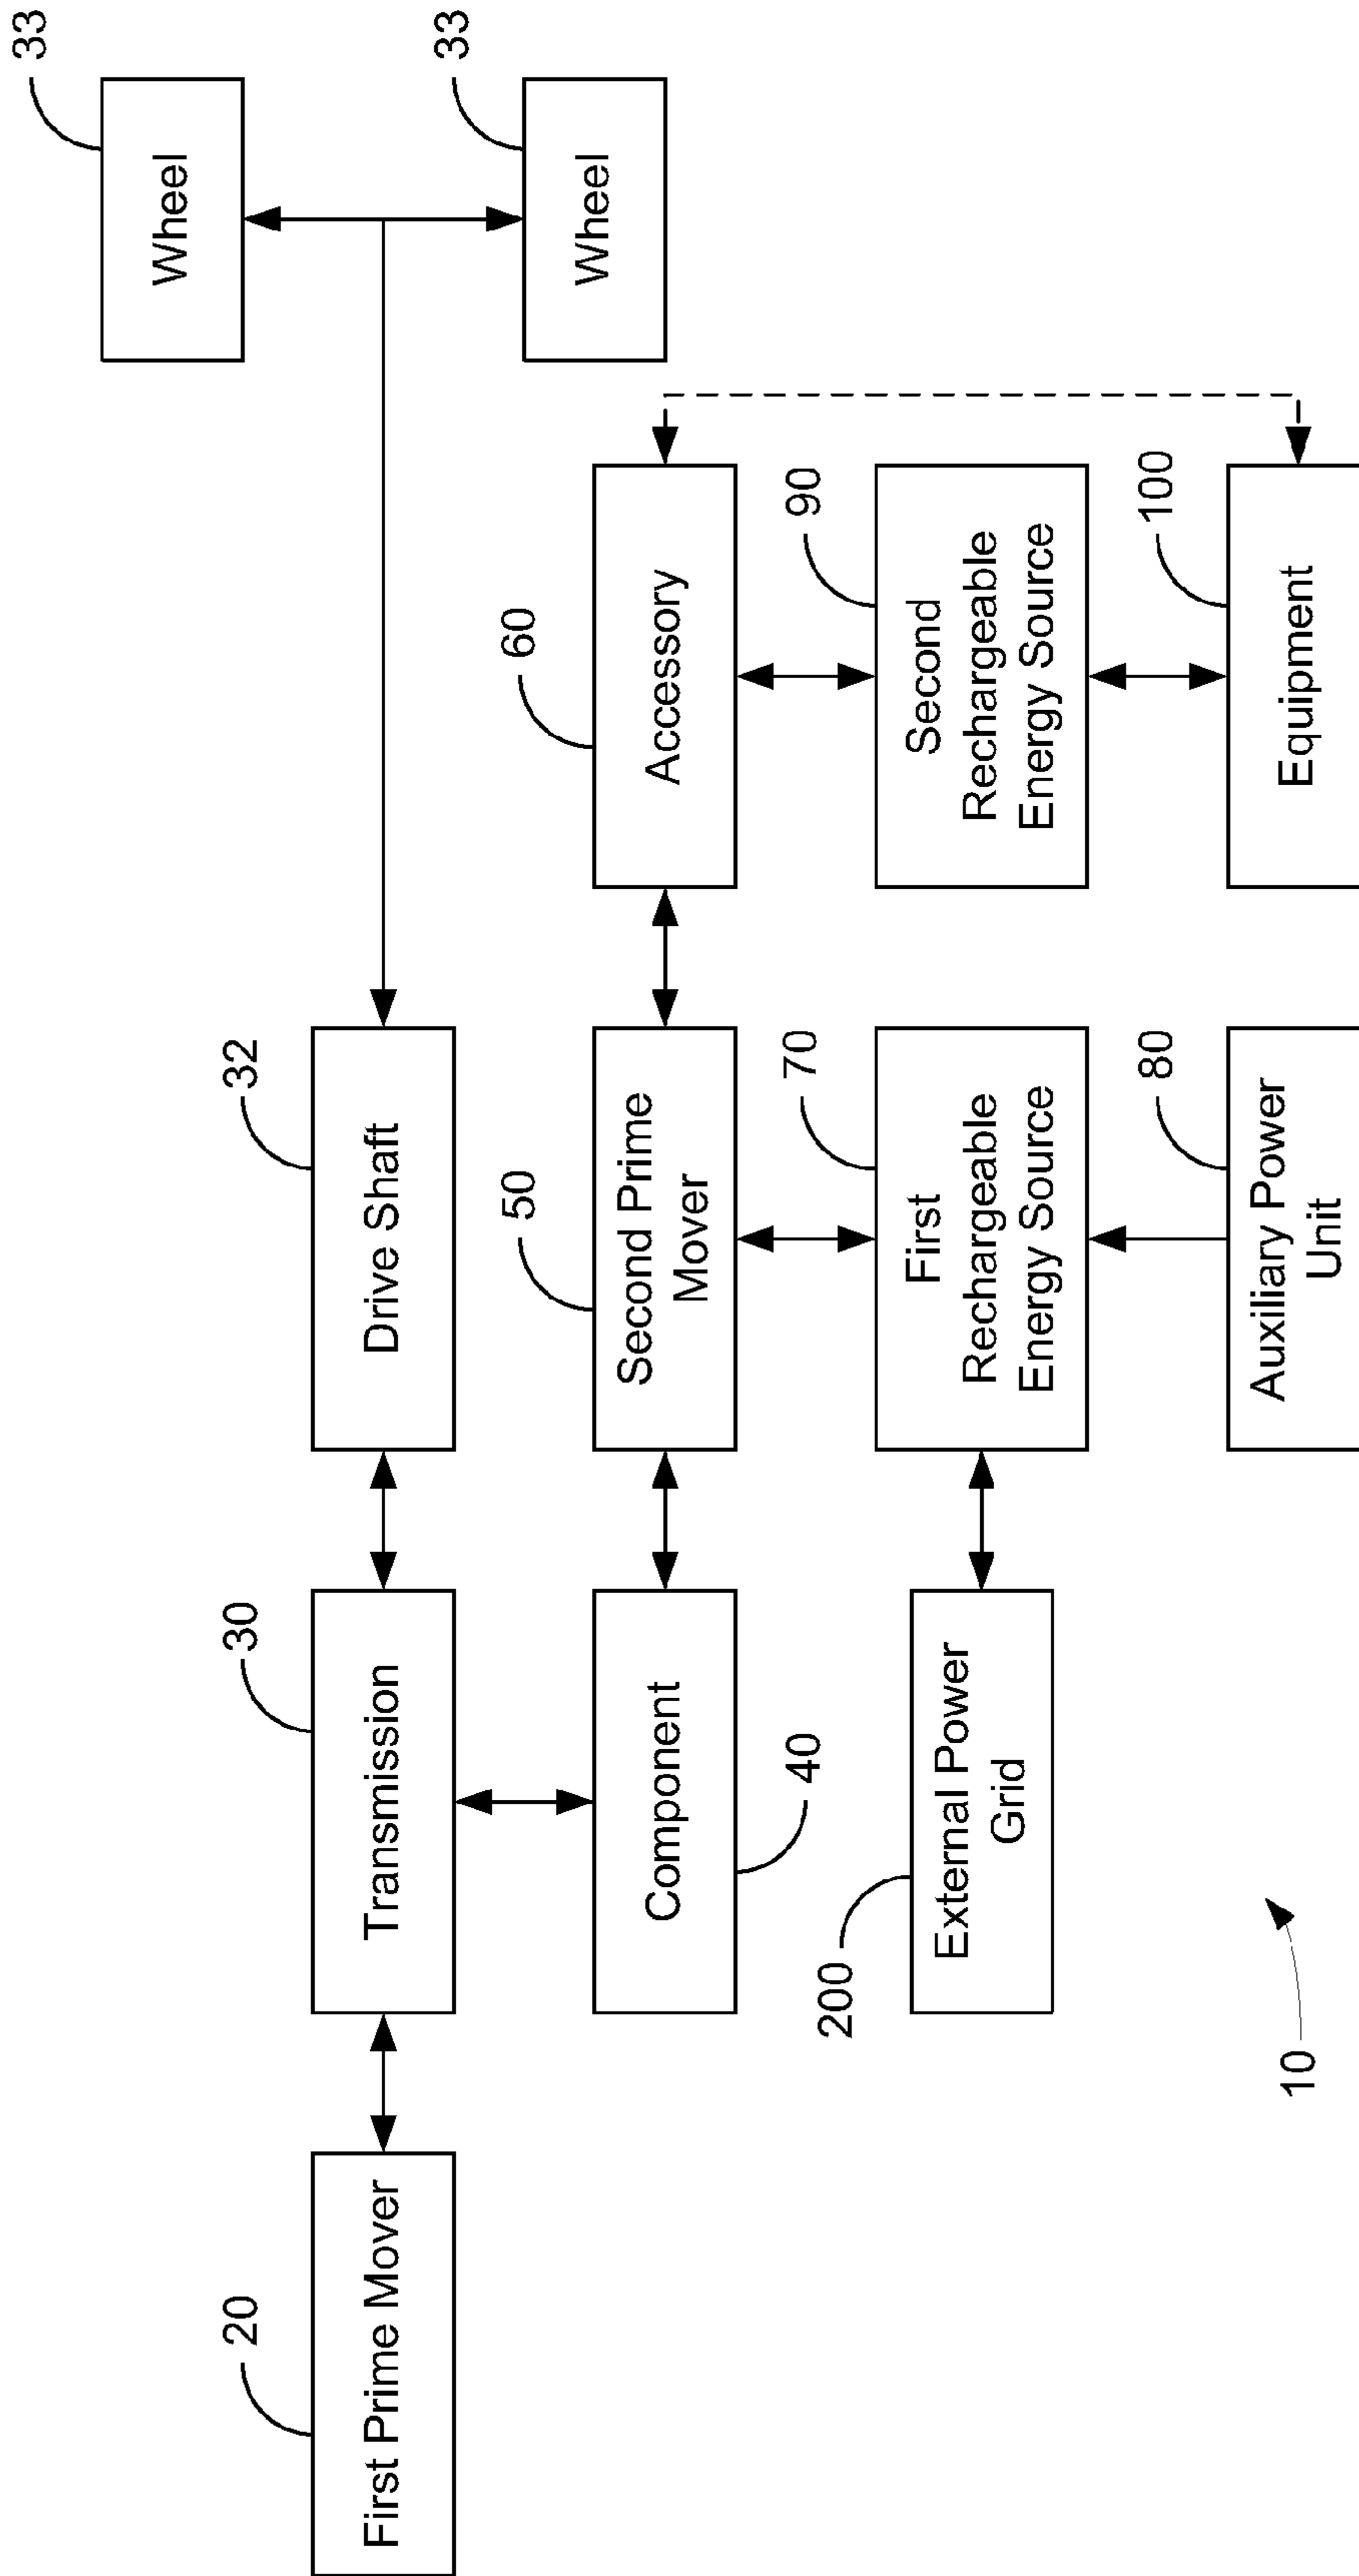 20
First Prime Mover
30
Transmission
32
Drive Shaft
33
Wheel
33
Wheel
40
Component
50
Second Prime
Mover
60
Accessory
200
External Power
Grid
70
First
Rechargeable
Energy Source
90
Second
Rechargeable
Energy Source
80
Auxiliary Power
Unit
100
Equipment
10